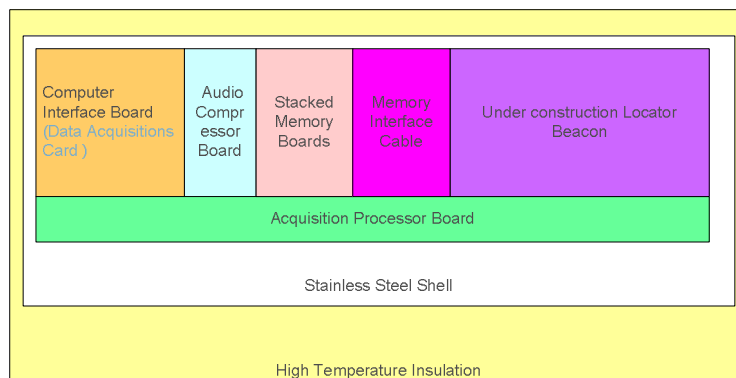 Computer
Interface Board
(Data Acquisitions
Card )
Audio
Compr
essor
Board
Stacked
Memory
Boards
Memory
Interface
Cable
Under construction Locator
Beacon
Acquisition Processor Board
Stainless Steel Shell
High Temperature Insulation